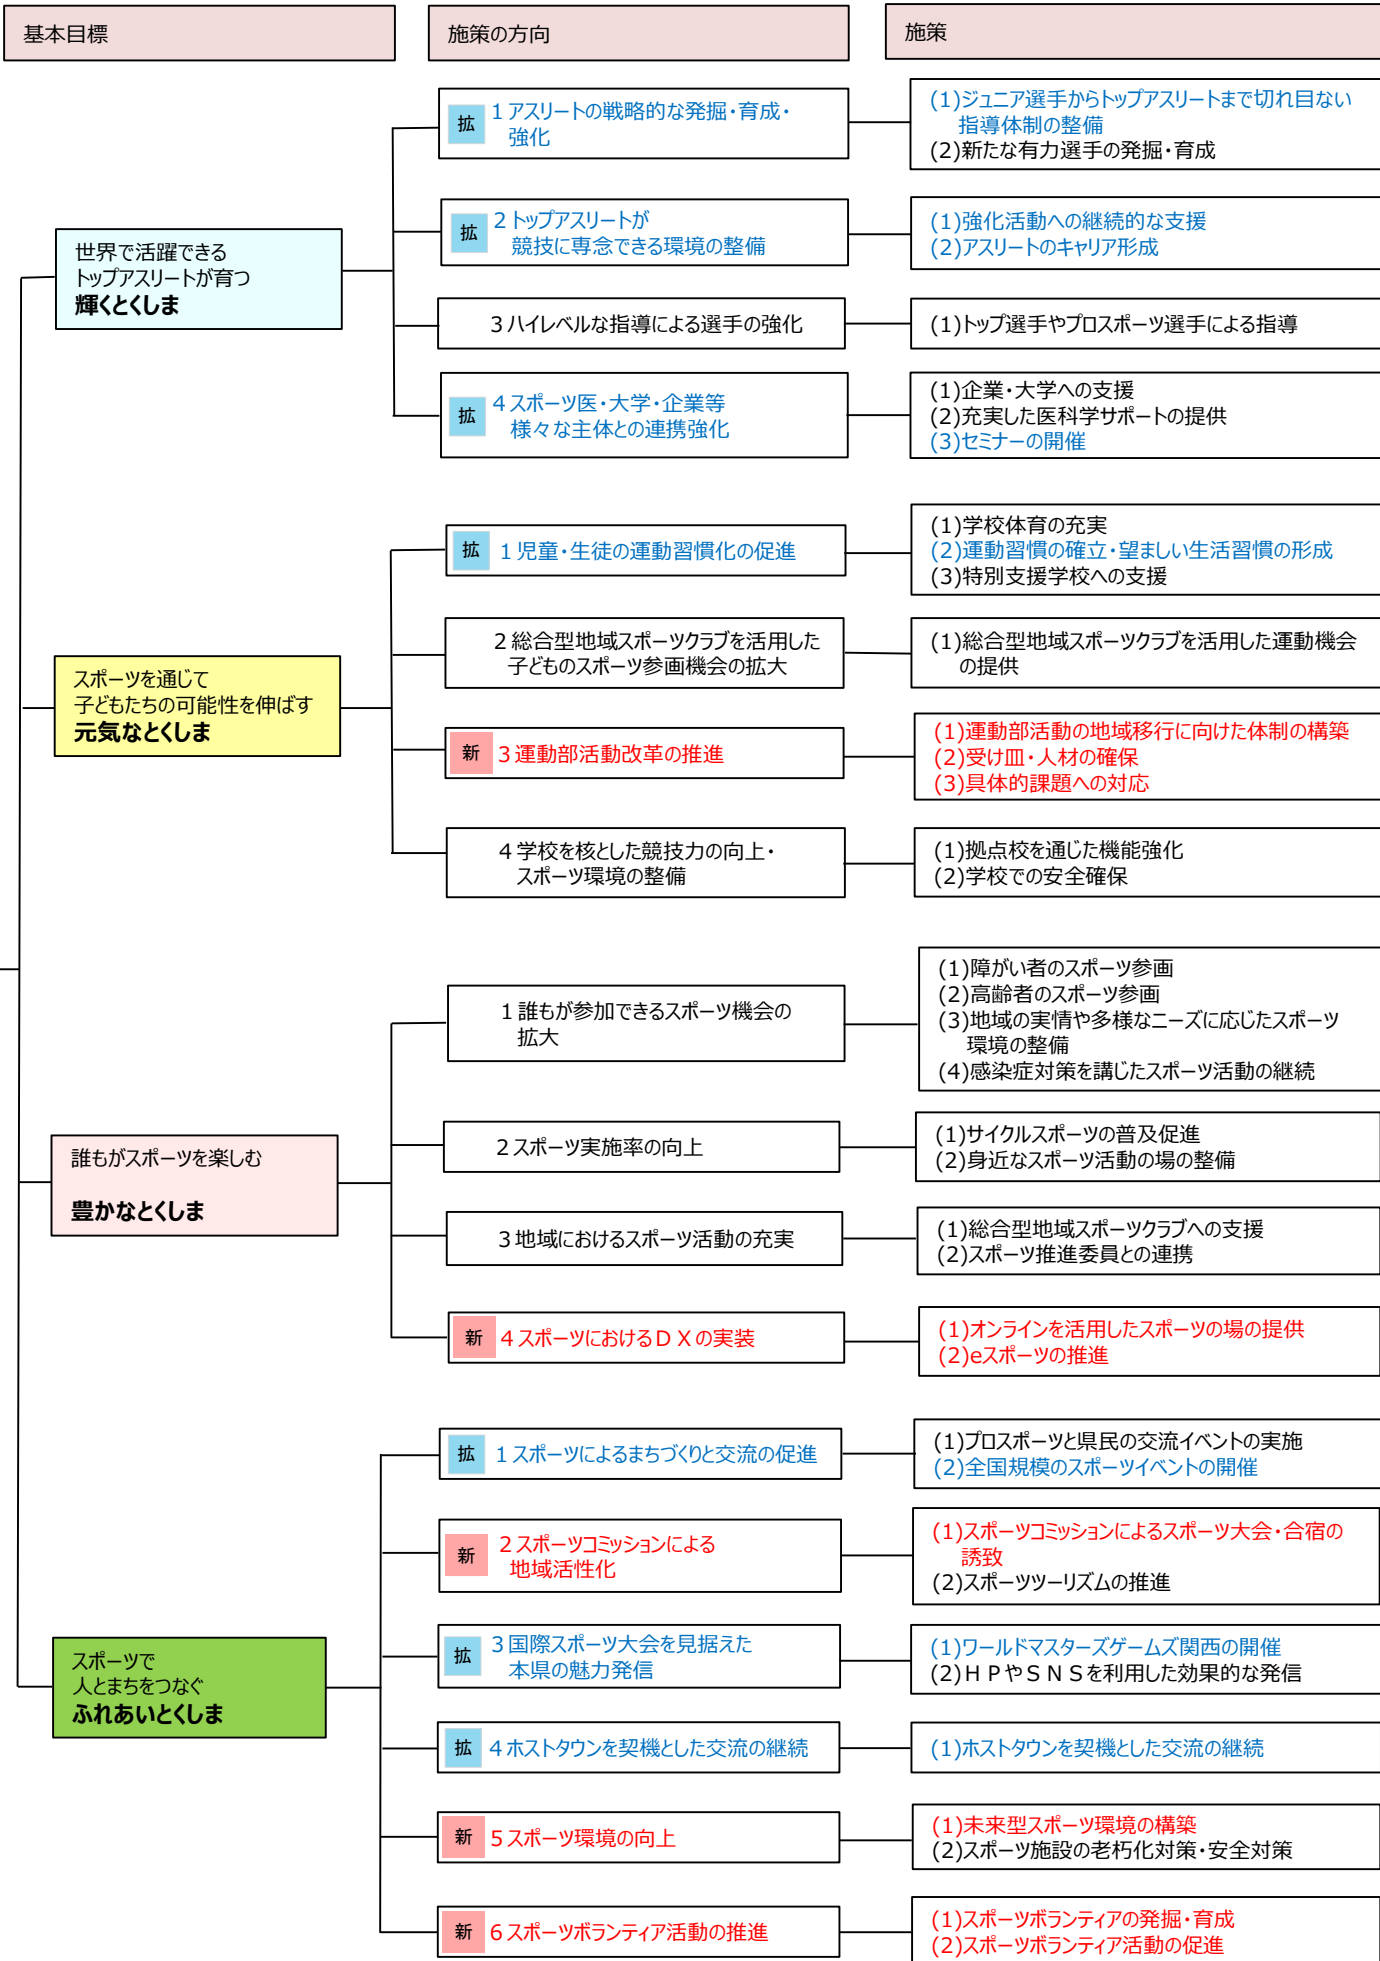 基本目標
施策の方向
施策
世界で活躍できる
トップアスリートが育つ
輝くとくしま
拡
1 アスリートの戦略的な発掘・育成・
強化
(1)ジュニア選手からトップアスリートまで切れ目ない
指導体制の整備
(2)新たな有力選手の発掘・育成
拡
2 トップアスリートが
競技に専念できる環境の整備
(1)強化活動への継続的な支援
(2)アスリートのキャリア形成
3 ハイレベルな指導による選手の強化
(1)トップ選手やプロスポーツ選手による指導
拡
4 スポーツ医・大学・企業等
様々な主体との連携強化
(1)企業・大学への支援
(2)充実した医科学サポートの提供
(3)セミナーの開催
スポーツを通じて
子どもたちの可能性を伸ばす
元気なとくしま
拡
1 児童・生徒の運動習慣化の促進
(1)学校体育の充実
(2)運動習慣の確立・望ましい生活習慣の形成
(3)特別支援学校への支援
2 総合型地域スポーツクラブを活用した
子どものスポーツ参画機会の拡大
(1)総合型地域スポーツクラブを活用した運動機会
の提供
新
3 運動部活動改革の推進
(1)運動部活動の地域移行に向けた体制の構築
(2)受け皿・人材の確保
(3)具体的課題への対応
4 学校を核とした競技力の向上・
スポーツ環境の整備
(1)拠点校を通じた機能強化
(2)学校での安全確保
誰もがスポーツを楽しむ
豊かなとくしま
1 誰もが参加できるスポーツ機会の
拡大
(1)障がい者のスポーツ参画
(2)高齢者のスポーツ参画
(3)地域の実情や多様なニーズに応じたスポーツ
環境の整備
(4)感染症対策を講じたスポーツ活動の継続
2 スポーツ実施率の向上
(1)サイクルスポーツの普及促進
(2)身近なスポーツ活動の場の整備
3 地域におけるスポーツ活動の充実
(1)総合型地域スポーツクラブへの支援
(2)スポーツ推進委員との連携
新
4 スポーツにおけるDXの実装
(1)オンラインを活用したスポーツの場の提供
(2)eスポーツの推進
スポーツで
人とまちをつなぐ
ふれあいとくしま
拡
1 スポーツによるまちづくりと交流の促進
(1)プロスポーツと県民の交流イベントの実施
(2)全国規模のスポーツイベントの開催
新
2 スポーツコミッションによる
地域活性化
(1)スポーツコミッションによるスポーツ大会・合宿の
誘致
(2)スポーツツーリズムの推進
拡
3 国際スポーツ大会を見据えた
本県の魅力発信
(1)ワールドマスターズゲームズ関西の開催
(2)HPやSNSを利用した効果的な発信
拡
4 ホストタウンを契機とした交流の継続
(1)ホストタウンを契機とした交流の継続
新
5 スポーツ環境の向上
(1)未来型スポーツ環境の構築
(2)スポーツ施設の老朽化対策・安全対策
新
6 スポーツボランティア活動の推進
(1)スポーツボランティアの発掘・育成
(2)スポーツボランティア活動の促進